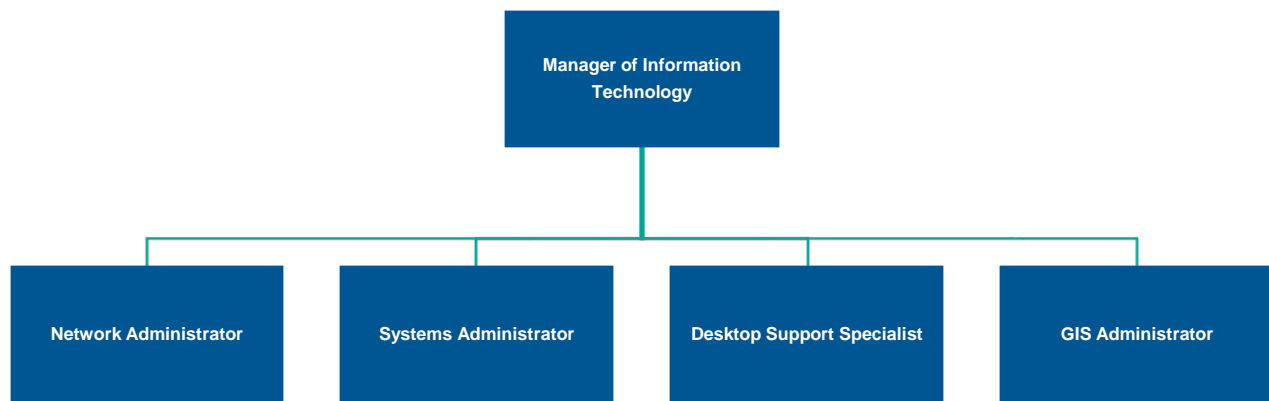 Manager of Information
Technology
Network Administrator
Systems Administrator
Desktop Support Specialist
GIS Administrator